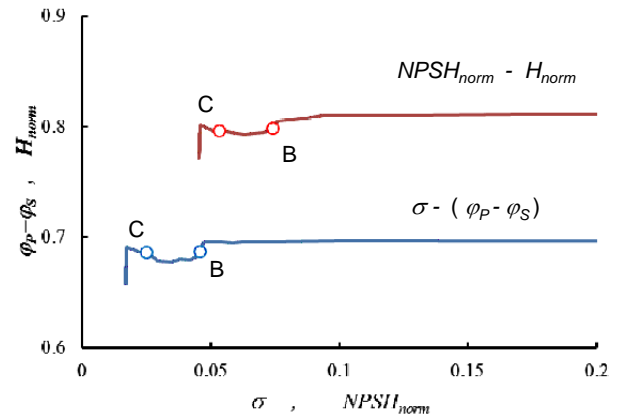 0.9
NPSHnorm - Hnorm
C
0.8
B
φP−φS , Hnorm
σ - ( φP - φS)
0.7
C
B
0.6
0 0.05 0.1 0.15 0.2
σ , NPSHnorm